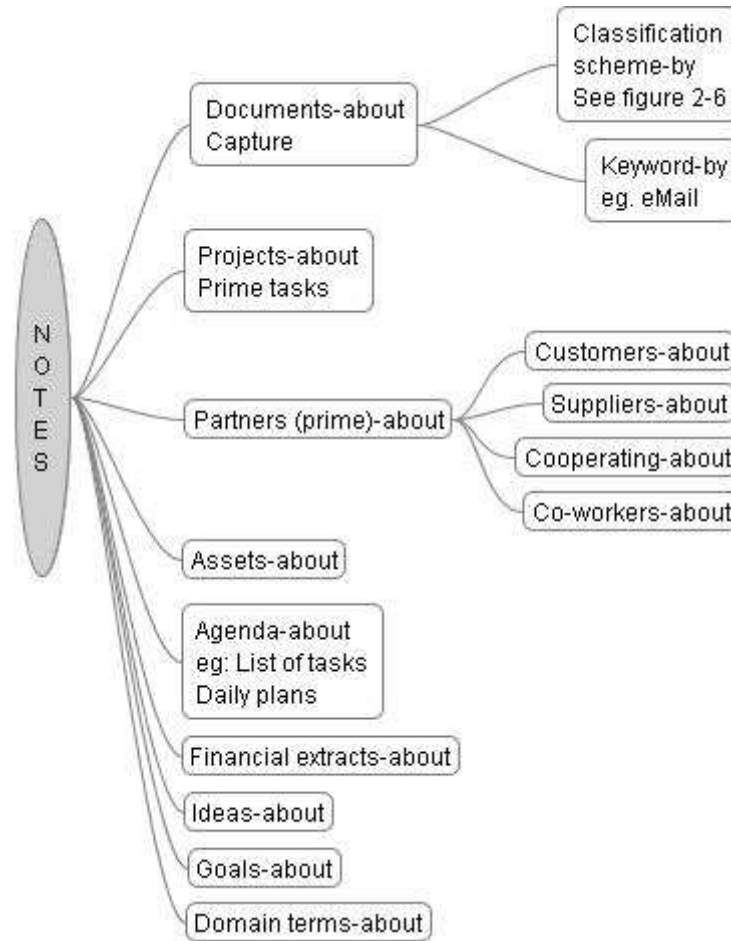 NOTES
Documents-about
Capture
Classification
scheme-by
See figure 2-6
Keyword-by
eg. eMail
Projects-about
Prime tasks
Partners (prime)-about
Customers-about
Suppliers-about
Cooperating-about
Co-workers-about
Assets-about
Agenda-about
eg: List of tasks
Daily plans
Financial extracts-about
Ideas-about
Goals-about
Domain terms-about